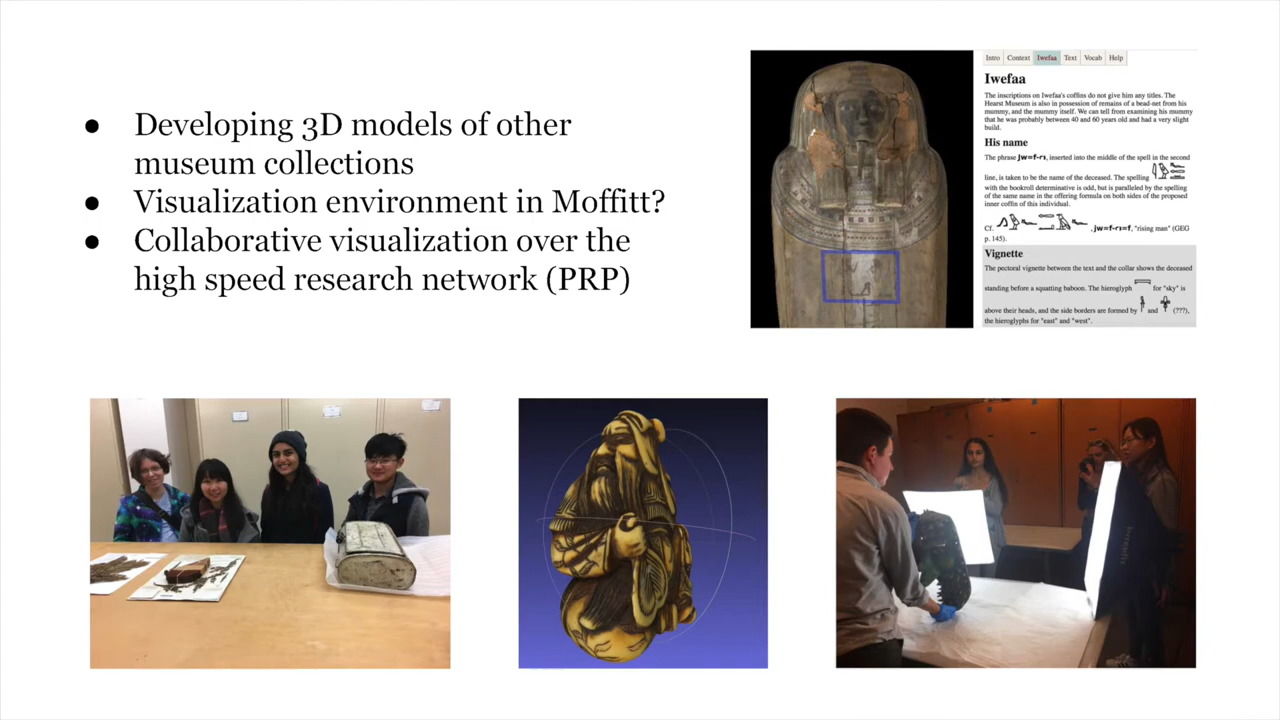 ● Developing 3D models of other
museum collections
● Visualization environment in Moffitt?
● Collaborative visualization over the
high speed research network (PRP)
Intro Context Iwefaa Text Vocab Help
Iwefaa
The inscriptions on Iwefaa's coffins do not give him any titles. The
Hearst Museum is also in possession of remains of a bead-net from his
mummy, and the mummy itself. We can tell from examining his mummy
that he was probably between 40 and 60 years old and had a very slight
build.
His name
The phrase jw=f-rꜣ, inserted into the middle of the spell in the second
line, is taken to be the name of the deceased. The spelling
with the bookroll determinative is odd, but is paralleled by the spelling
of the same name in the offering formula on both sides of the proposed
inner coffin of this individual.
Cf. , jw=f-rꜣ=f, "rising man" (GEG
p. 145).
Vignette
The pectoral vignette between the text and the collar shows the deceased
standing before a squatting baboon. The hieroglyph for "sky" is
above their heads, and the side borders are formed by and (???),
the hieroglyphs for "east" and "west".